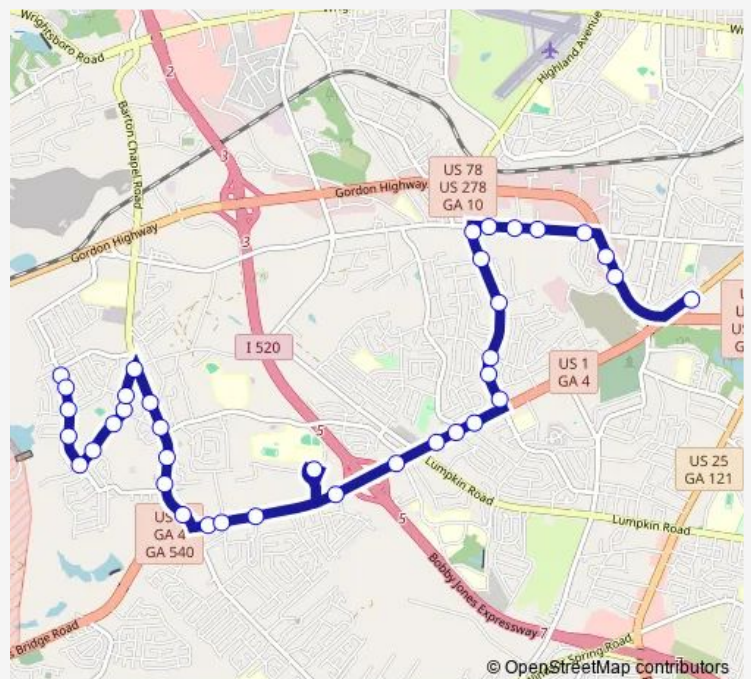 Wrightsboro Road
2
Highland Avenue
Barton Chapel Road
3
US 78
US 278
GA 10
Gordon Highway
Gordon Highway
3
I 520
US 1
GA 4
5
US 25
GA 121
Lumpkin Road
US
GA 4
GA 540
5
Lumpkin Road
Bobby Jones Expressway
7
Spring Road
7
Bridge Road
© OpenStreetMap contributors